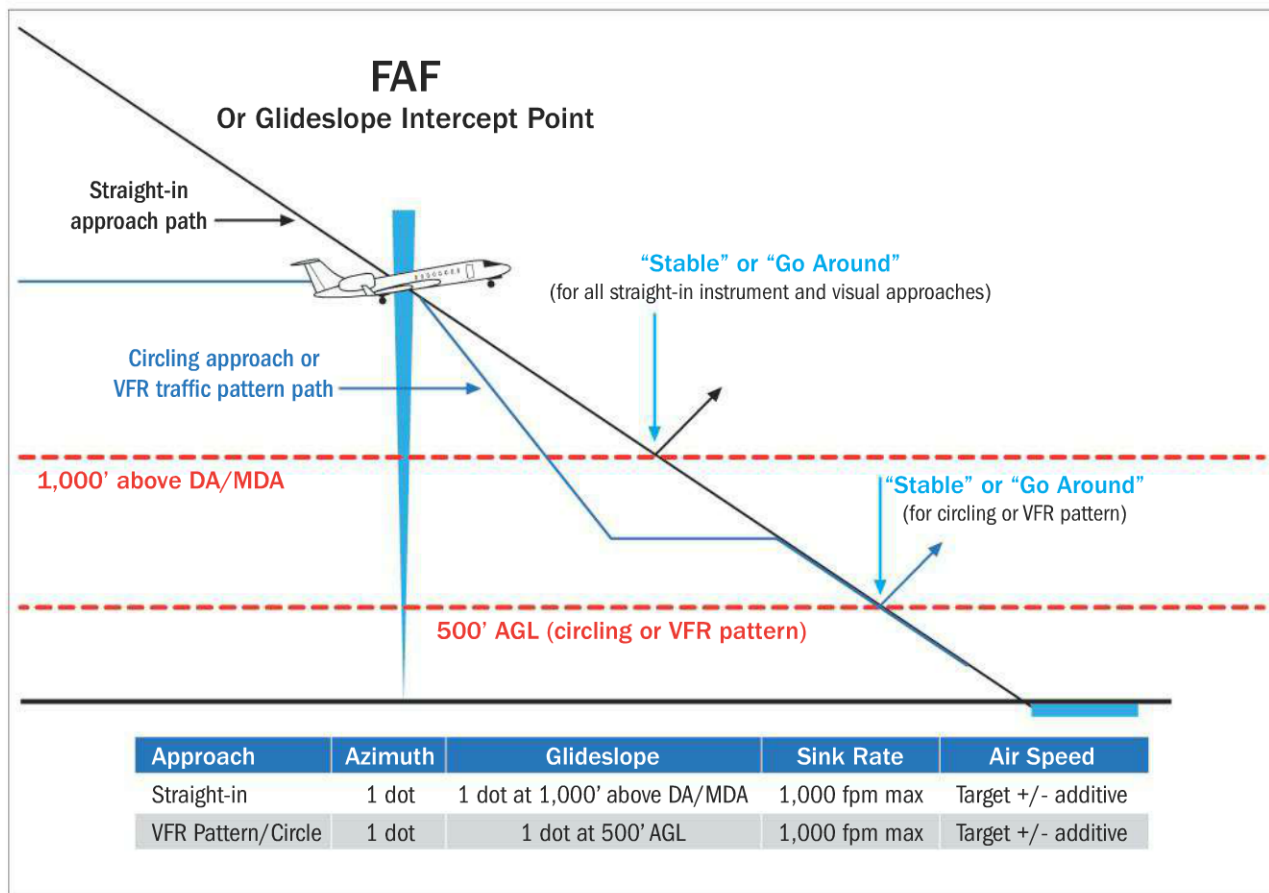 FAF
Or Glideslope Intercept Point
Straight-in
approach path
“Stable” or “Go Around”
(for all straight-in instrument and visual approaches)
Circling approach or
VFR traffic pattern path
1,000’ above DA/MDA
“Stable” or “Go Around”
(for circling or VFR pattern)
500’ AGL (circling or VFR pattern)
Approach Azimuth Glideslope Sink Rate Air Speed
Straight-in 1 dot 1 dot at 1,000’ above DA/MDA 1,000 fpm max Target +/- additive
VFR Pattern/Circle 1 dot 1 dot at 500’ AGL 1,000 fpm max Target +/- additive